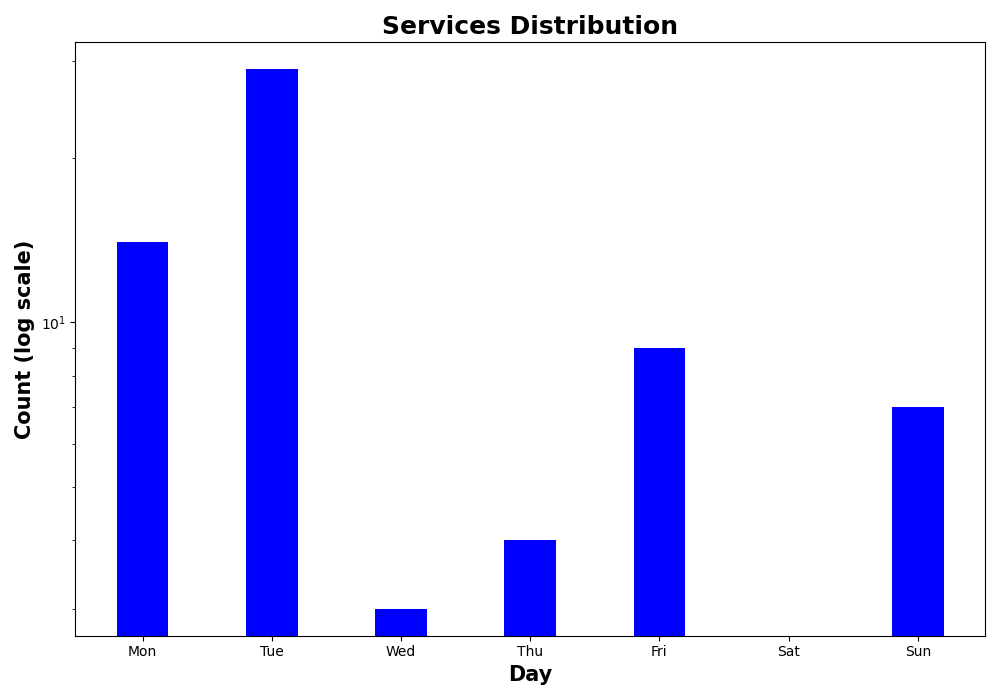 Services Distribution
Count (log scale)
10¹
Mon Tue Wed Thu Fri Sat Sun
Day